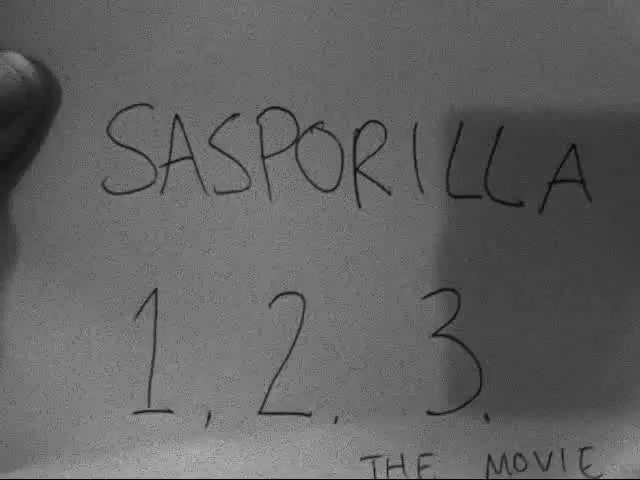 SASPORILLA
1, 2, 3.
THE MOVIE